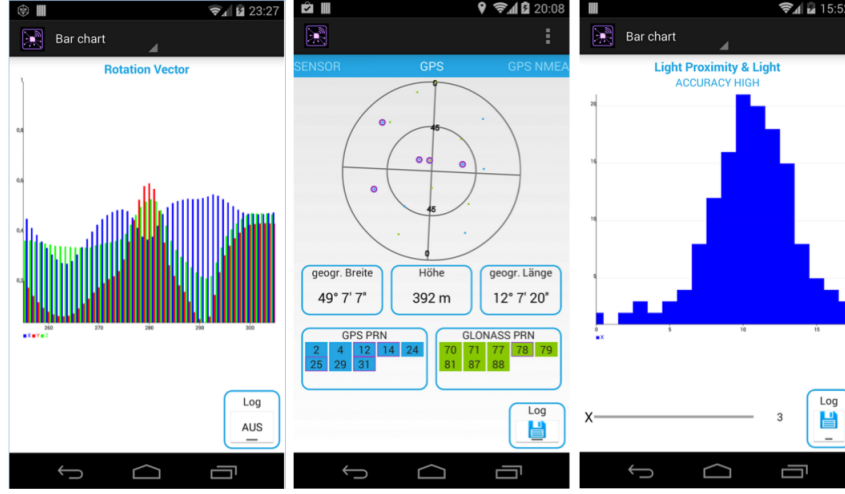 23:27
Bar chart
Rotation Vector
1
0,8
0,6
0,4
0,2
260 270 280 290 300
X Y Z
Log
AUS
20:08
SENSOR GPS GPS NMEA
0
45
45
0
geogr. Breite
49° 7' 7"
Höhe
392 m
geogr. Länge
12° 7' 20"
GPS PRN
2 4 12 14 24
25 29 31
GLONASS PRN
70 71 77 78 79
81 87 88
Log
15:5
Bar chart
Light Proximity & Light
ACCURACY HIGH
20
15
10
5
0 5 10 15
X
X 3
Log